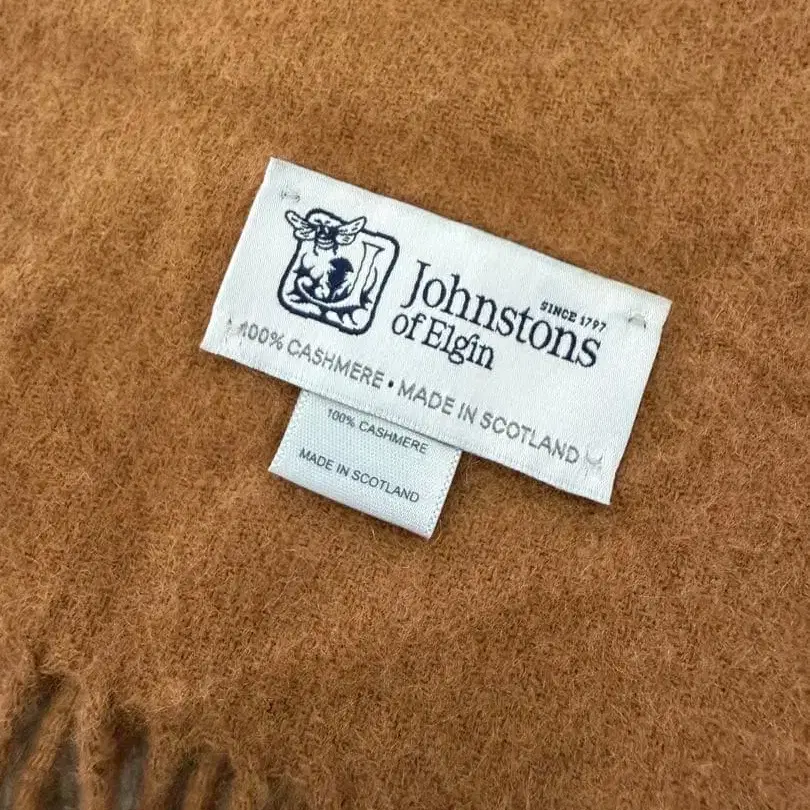 SINCE 1797
Johnstons
of Elgin
100% CASHMERE • MADE IN SCOTLAND
100% CASHMERE
MADE IN SCOTLAND